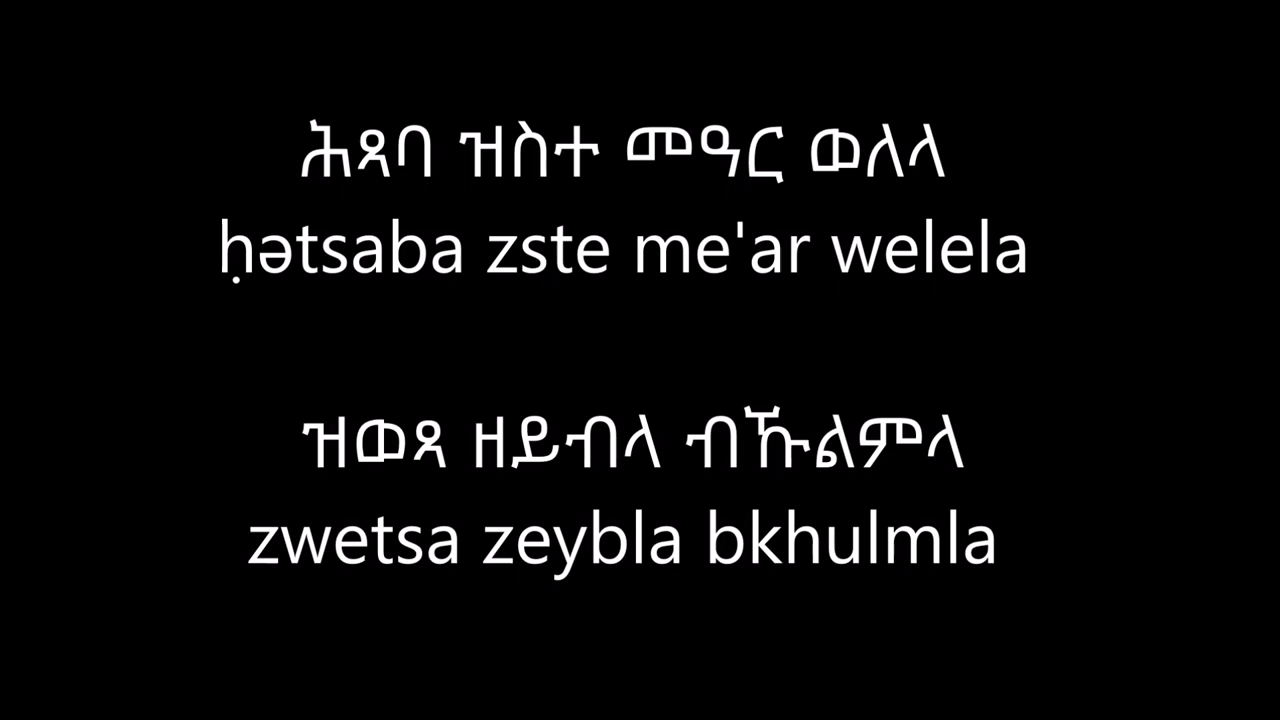 ሕጻባ ዝስተ መዓር ወለላ
ḥətsaba zste me'ar welela
ዝወጻ ዘይብላ ብኹልምላ
zwetsa zeybla bkhulmla